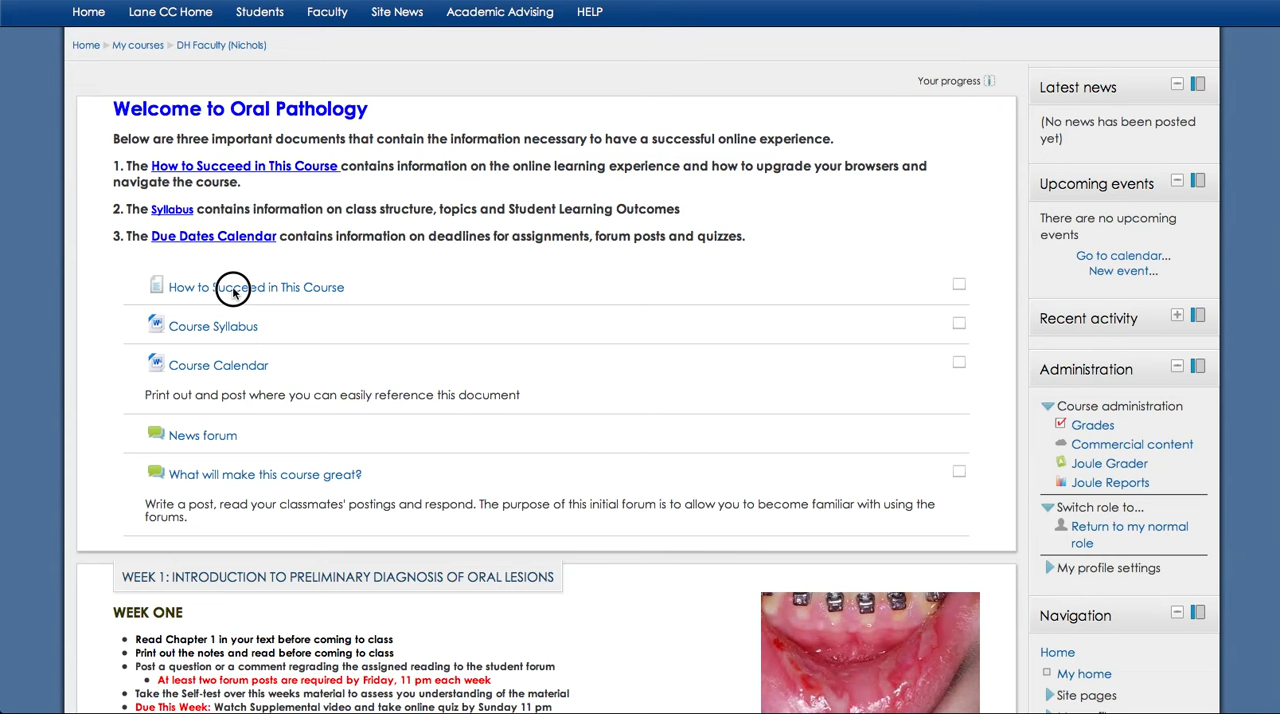 Home Lane CC Home Students Faculty Site News Academic Advising HELP
Home My courses DH Faculty (Nichols)
Your progress
Welcome to Oral Pathology
Below are three important documents that contain the information necessary to have a successful online experience.
1. The How to Succeed in This Course contains information on the online learning experience and how to upgrade your browsers and
navigate the course.
2. The Syllabus contains information on class structure, topics and Student Learning Outcomes
3. The Due Dates Calendar contains information on deadlines for assignments, forum posts and quizzes.
How to Succeed in This Course
Course Syllabus
Course Calendar
Print out and post where you can easily reference this document
News forum
What will make this course great?
Write a post, read your classmates' postings and respond. The purpose of this initial forum is to allow you to become familiar with using the
forums.
WEEK 1: INTRODUCTION TO PRELIMINARY DIAGNOSIS OF ORAL LESIONS
WEEK ONE
Read Chapter 1 in your text before coming to class
Print out the notes and read before coming to class
Post a question or a comment regrading the assigned reading to the student forum
At least two forum posts are required by Friday, 11 pm each week
Take the Self-test over this weeks material to assess you understanding of the material
Due This Week: Watch Supplemental video and take online quiz by Sunday 11 pm
Latest news
(No news has been posted
yet)
Upcoming events
There are no upcoming
events
Go to calendar...
New event...
Recent activity
Administration
Course administration
Grades
Commercial content
Joule Grader
Joule Reports
Switch role to...
Return to my normal
role
My profile settings
Navigation
Home
My home
Site pages